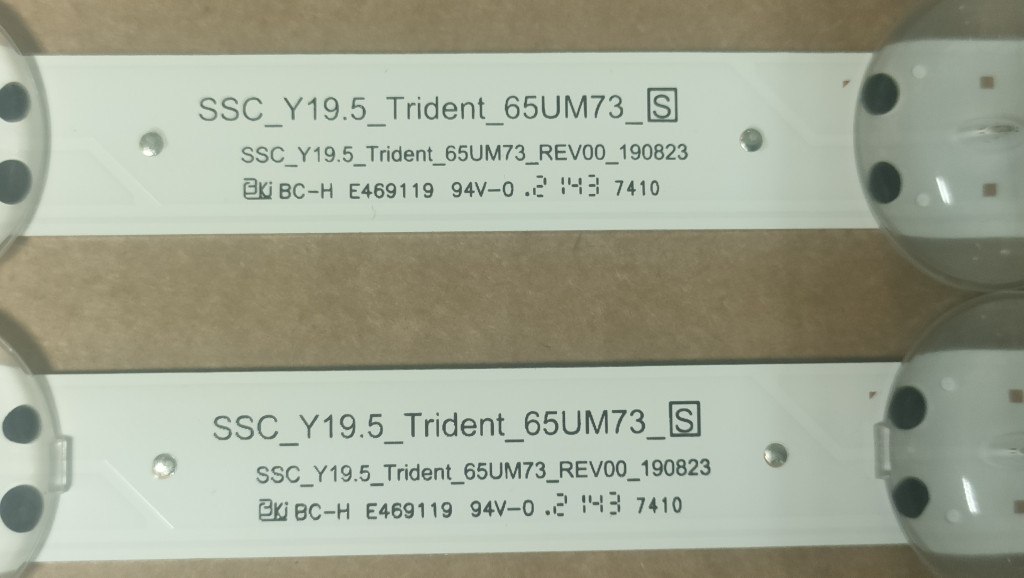 SSC_Y19.5_Trident_65UM73_S
SSC_Y19.5_Trident_65UM73_REV00_190823
BC-H E469119 94V-0 .2 143 7410
SSC_Y19.5_Trident_65UM73_S
SSC_Y19.5_Trident_65UM73_REV00_190823
BC-H E469119 94V-0 .2 143 7410